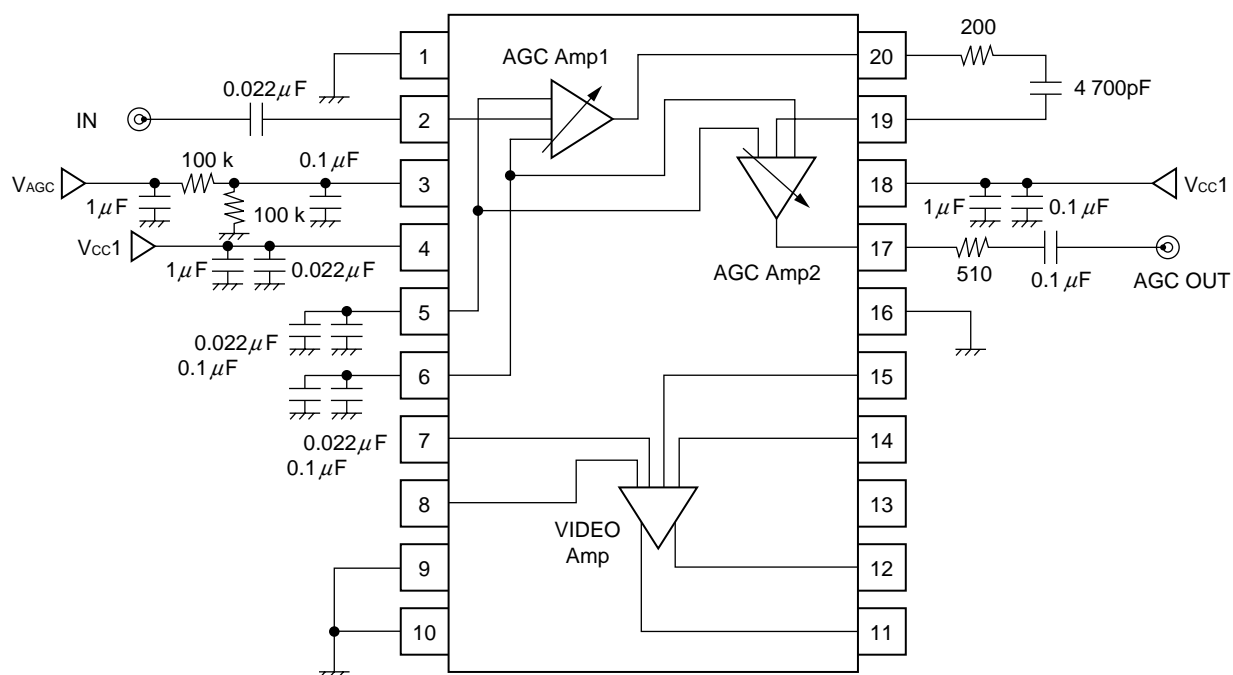 200
1
20
AGC Amp1
0.022μF
4 700pF
IN
2
19
100 k
0.1μF
VAGC
3
18
VCC1
1μF
100 k
1μF
0.1μF
VCC1
4
17
1μF
0.022μF
AGC Amp2
510
0.1μF
AGC OUT
5
16
0.022μF
0.1μF
6
15
0.022μF
0.1μF
7
14
8
13
VIDEO
Amp
9
12
10
11